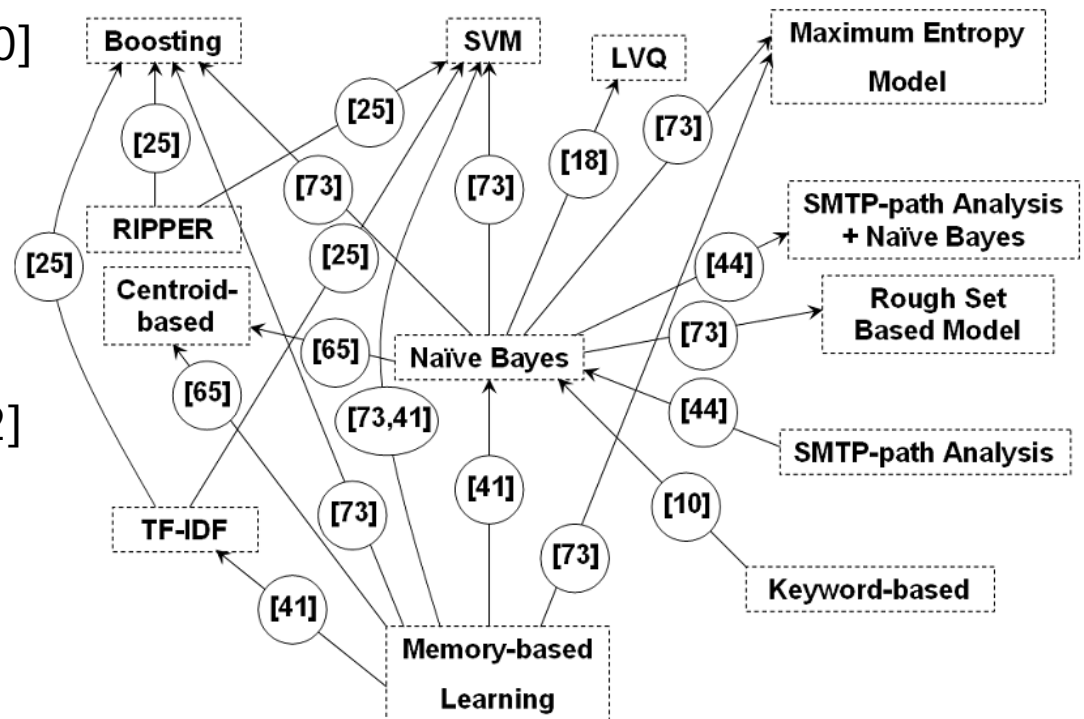 0]
Boosting
SVM
LVQ
Maximum Entropy
Model
[25]
[25]
[73]
[18]
[73]
[73]
SMTP-path Analysis
+ Naïve Bayes
RIPPER
[25]
[25]
[44]
Centroid-
based
Rough Set
Based Model
[65]
Naïve Bayes
[73]
[65]
[73,41]
[44]
2]
SMTP-path Analysis
[41]
[10]
TF-IDF
[73]
[73]
Keyword-based
[41]
Memory-based
Learning